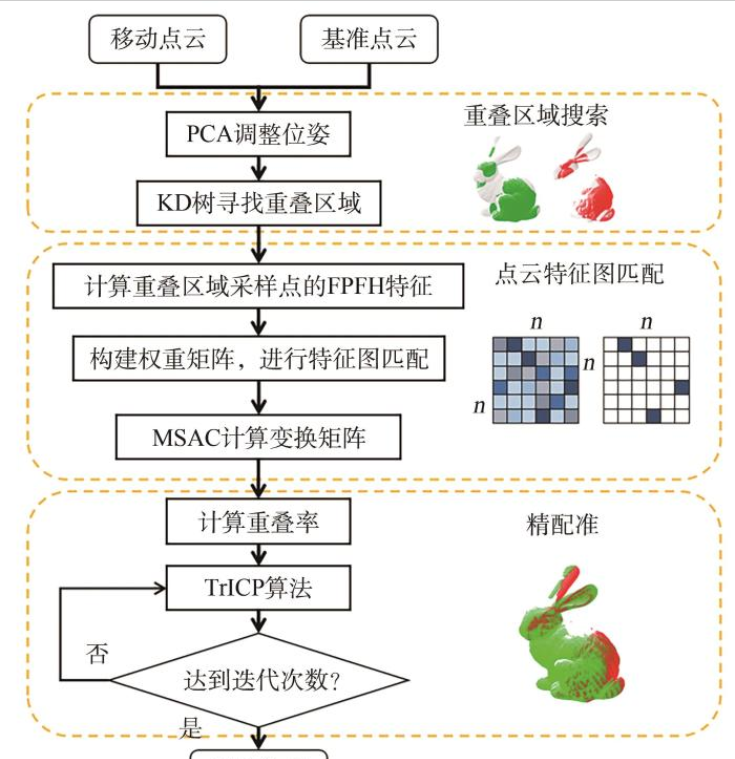 移动点云
基准点云
重叠区域搜索
PCA调整位姿
KD树寻找重叠区域
点云特征图匹配
计算重叠区域采样点的FPFH特征
n
n
构建权重矩阵，进行特征图匹配
n
n
MSAC计算变换矩阵
计算重叠率
精配准
TrICP算法
否
达到迭代次数?
是